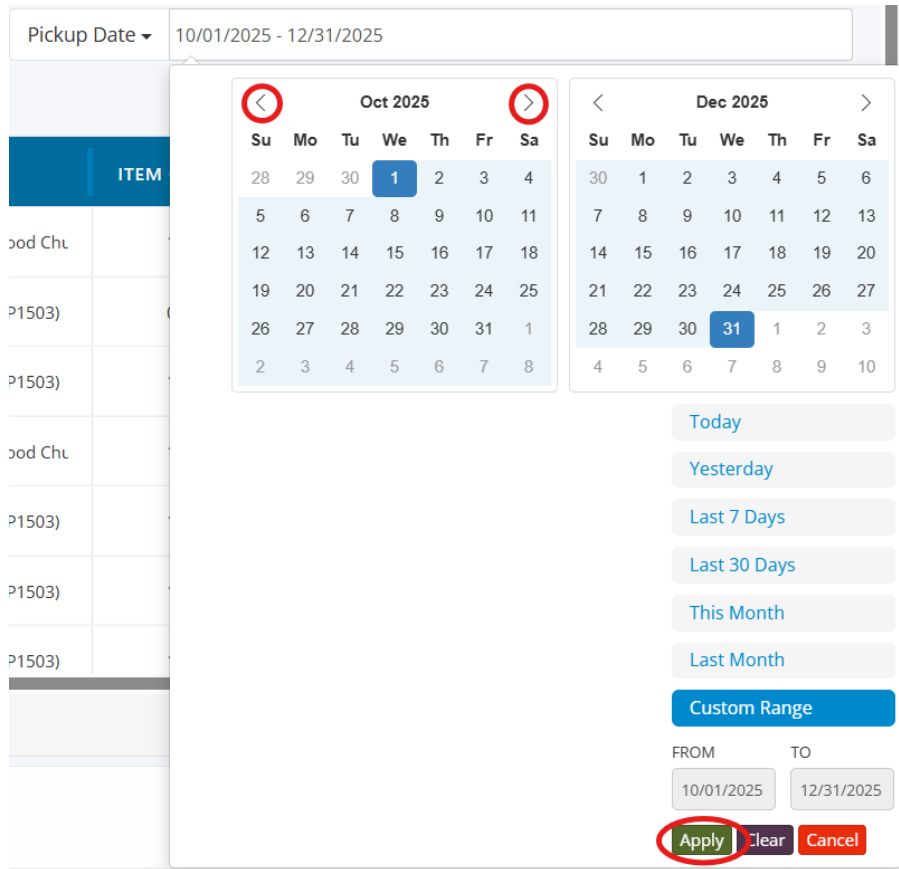 Pickup Date 10/01/2025 - 12/31/2025
Oct 2025
Su Mo Tu We Th Fr Sa
28 29 30 1 2 3 4
5 6 7 8 9 10 11
12 13 14 15 16 17 18
19 20 21 22 23 24 25
26 27 28 29 30 31 1
2 3 4 5 6 7 8
Dec 2025
Su Mo Tu We Th Fr Sa
30 1 2 3 4 5 6
7 8 9 10 11 12 13
14 15 16 17 18 19 20
21 22 23 24 25 26 27
28 29 30 31 1 2 3
4 5 6 7 8 9 10
ITEM
P1503)
P1503)
P1503)
P1503)
P1503)
Today
Yesterday
Last 7 Days
Last 30 Days
This Month
Last Month
Custom Range
FROM TO
10/01/2025 12/31/2025
Apply Clear Cancel